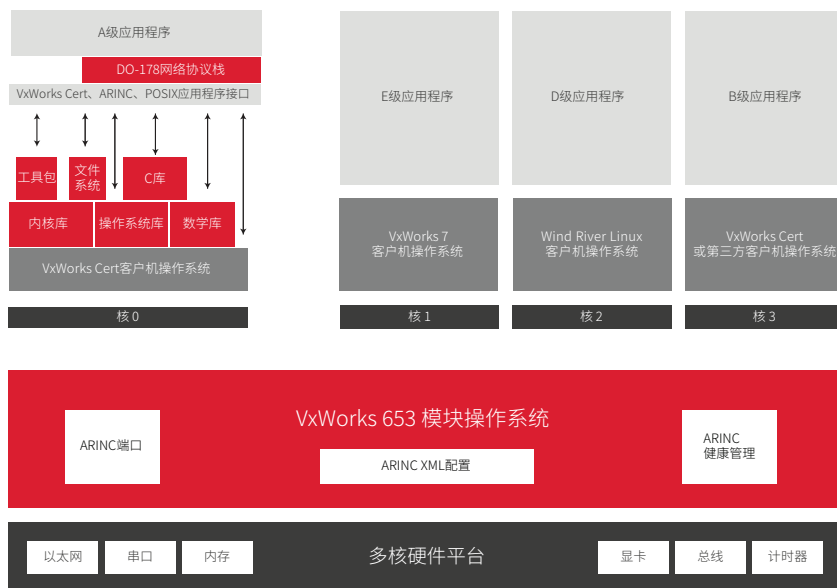 A级应用程序
DO-178网络协议栈
VxWorks Cert、ARINC、POSIX应用程序接口
工具包
文件
系统
C库
内核库
操作系统库
数学库
VxWorks Cert客户机操作系统
核 0
E级应用程序
VxWorks 7
客户机操作系统
核 1
D级应用程序
Wind River Linux
客户机操作系统
核 2
B级应用程序
VxWorks Cert
或第三方客户机操作系统
核 3
VxWorks 653 模块操作系统
ARINC端口
ARINC XML配置
ARINC
健康管理
多核硬件平台
以太网
串口
内存
显卡
总线
计时器